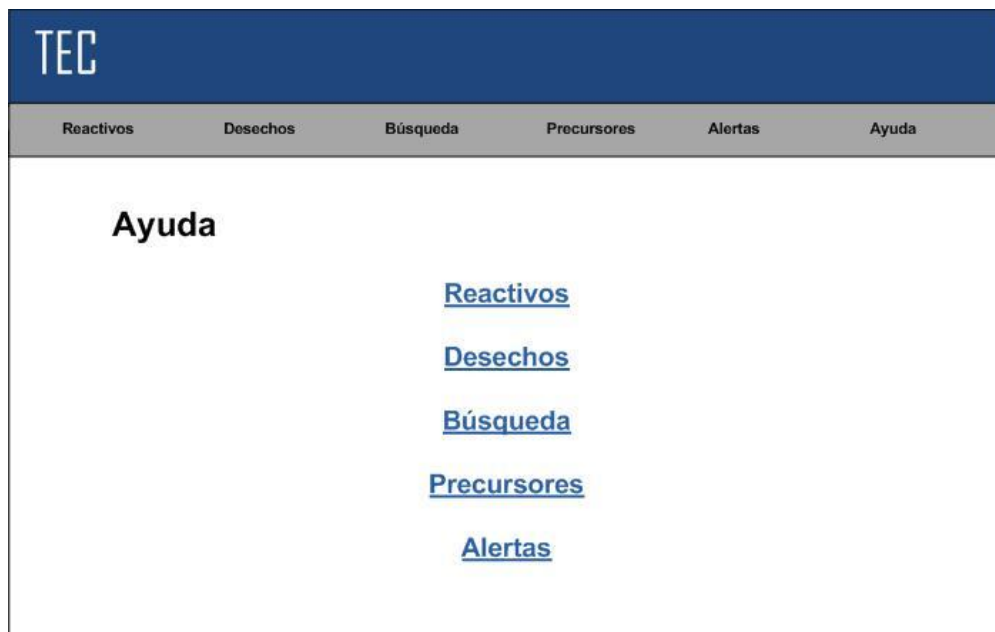 TEC
Reactivos Desechos Búsqueda Precursores Alertas Ayuda
Ayuda
Reactivos
Desechos
Búsqueda
Precursores
Alertas